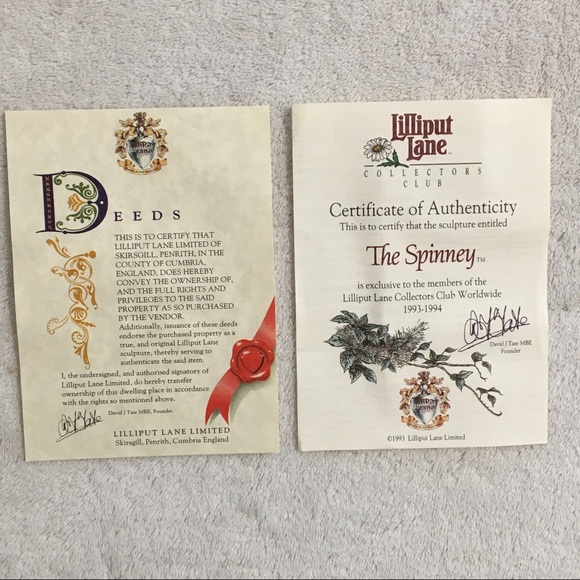 DEEDS
THIS IS TO CERTIFY THAT
LILLIPUT LANE LIMITED OF
SKIRSGILL, PENRITH, IN THE
COUNTY OF CUMBRIA,
ENGLAND, DOES HEREBY
CONVEY THE OWNERSHIP OF,
AND THE FULL RIGHTS AND
PRIVILEGES TO THE SAID
PROPERTY AS SO PURCHASED
BY THE VENDOR.
Additionally, issuance of these deeds
endorse the purchased property as a
true, and original Lilliput Lane
sculpture, thereby serving to
authenticate the said item.
I, the undersigned, and authorised signatory of
Lilliput Lane Limited, do hereby transfer
ownership of this dwelling place in accordance
with the rights so mentioned above.
David J Tate MBE, Founder
LILLIPUT LANE LIMITED
Skirsgill, Penrith, Cumbria England
Lilliput
Lane™
COLLECTORS
CLUB
Certificate of Authenticity
This is to certify that the sculpture entitled
The Spinney™
is exclusive to the members of the
Lilliput Lane Collectors Club Worldwide
1993-1994
David J Tate MBE
Founder
©1993 Lilliput Lane Limited